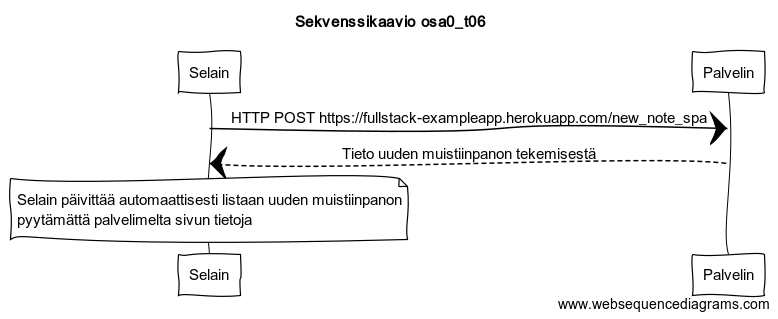 Sekvenssikaavio osa0_t06
Selain
Palvelin
HTTP POST https://fullstack-exampleapp.herokuapp.com/new_note_spa
Tieto uuden muistiinpanon tekemisestä
Selain päivittää automaattisesti listaan uuden muistiinpanon
pyytämättä palvelimelta sivun tietoja
Selain
Palvelin
www.websequencediagrams.com